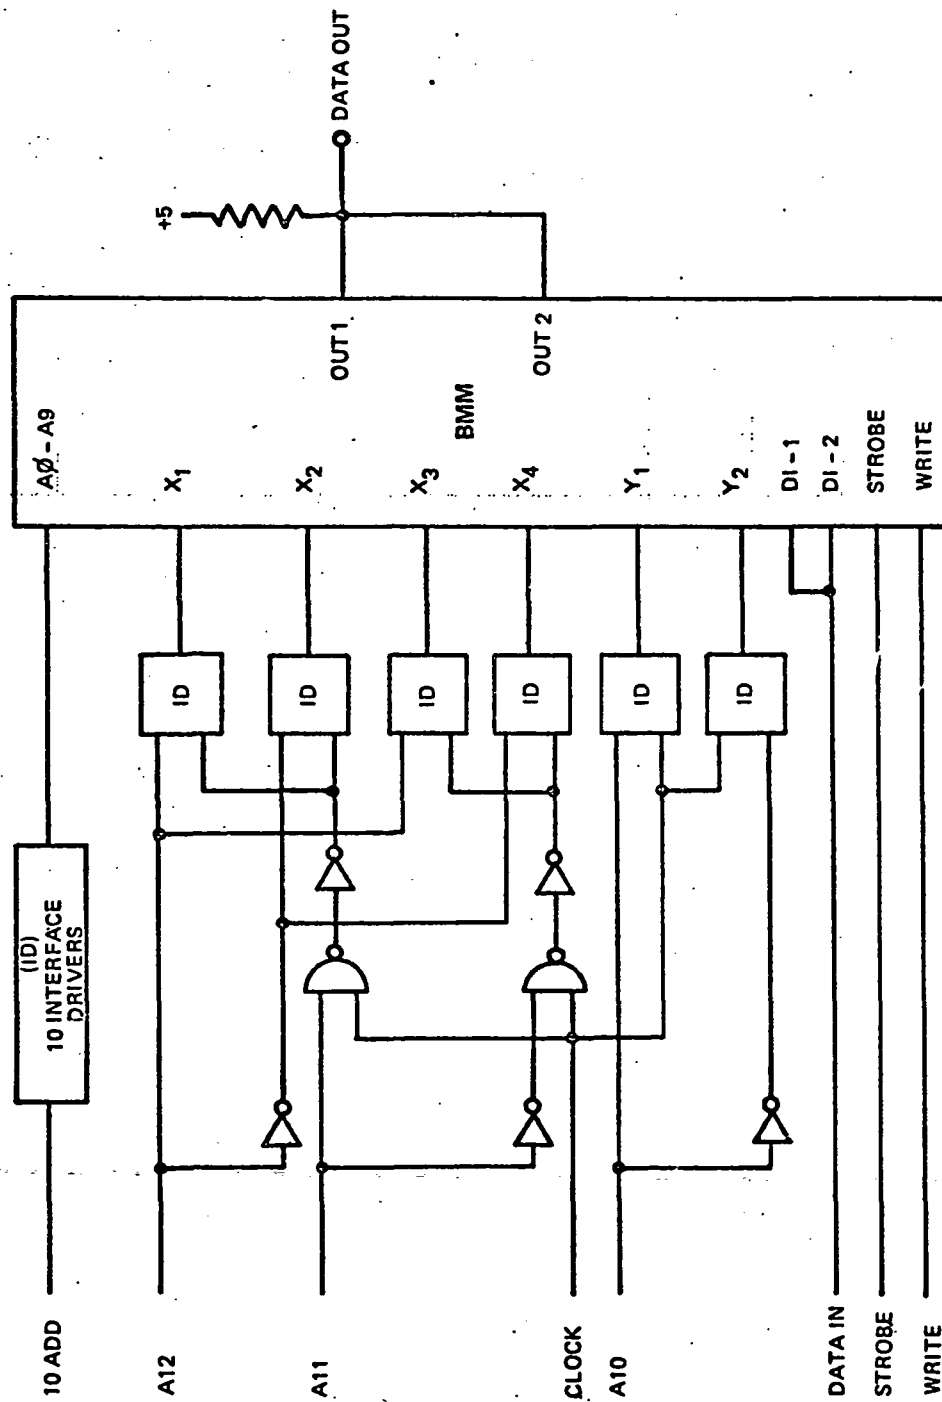 10 ADD
A12
A11
CLOCK
A10
DATA IN
STROBE
WRITE
(ID)
10 INTERFACE
DRIVERS
ID
ID
ID
ID
ID
ID
AØ - A9
X1
X2
X3
X4
Y1
Y2
DI - 1
DI - 2
STROBE
WRITE
BMM
OUT 1
OUT 2
+5
DATA OUT